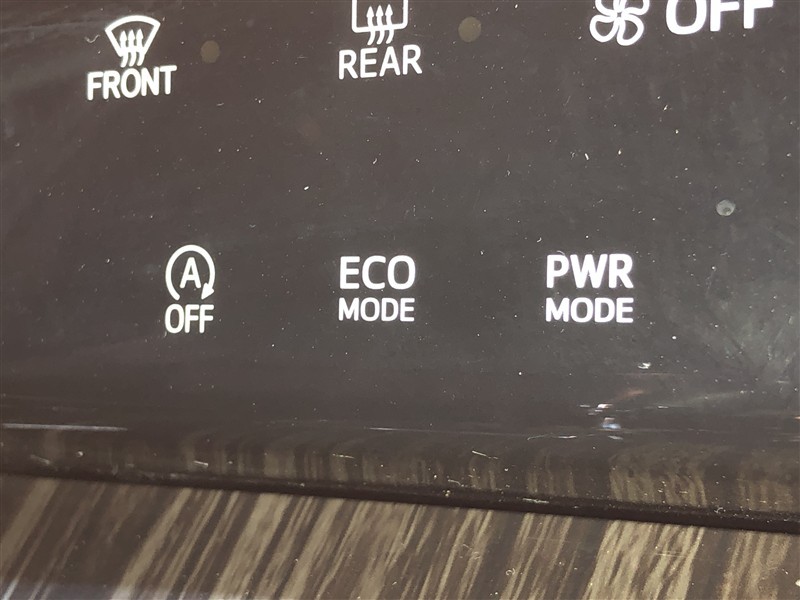 FRONT
REAR
OFF
A
OFF
ECO
MODE
PWR
MODE